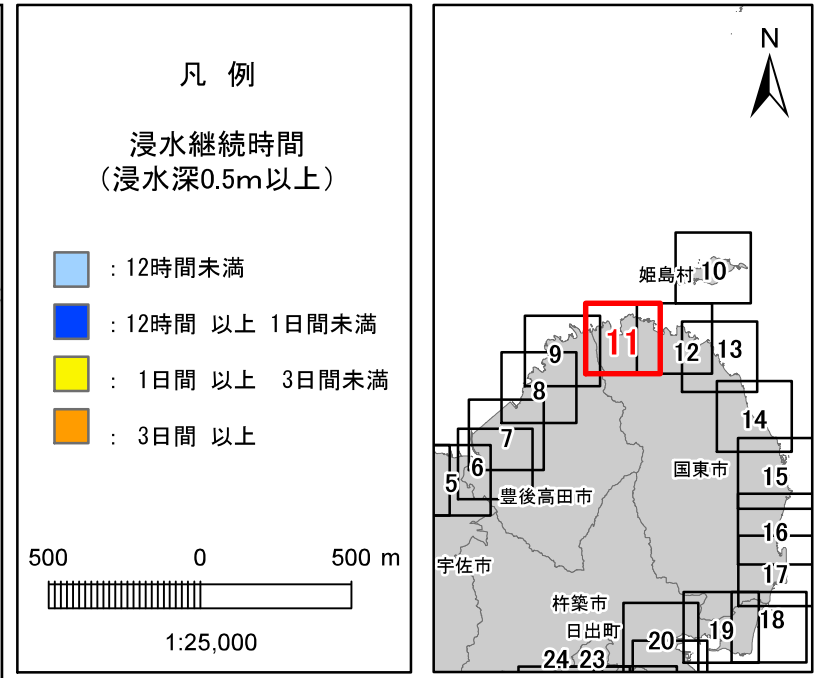 凡 例
浸水継続時間
（浸水深0.5m以上）
：12時間未満
：12時間 以上 1日間未満
： 1日間 以上 3日間未満
： 3日間 以上
500 0 500 m
1:25,000
N
姫島村 10
11
9 12 13
8
14
7
国東市 15
5 6
豊後高田市
16
宇佐市
17
杵築市
日出町 19 18
20
24 23